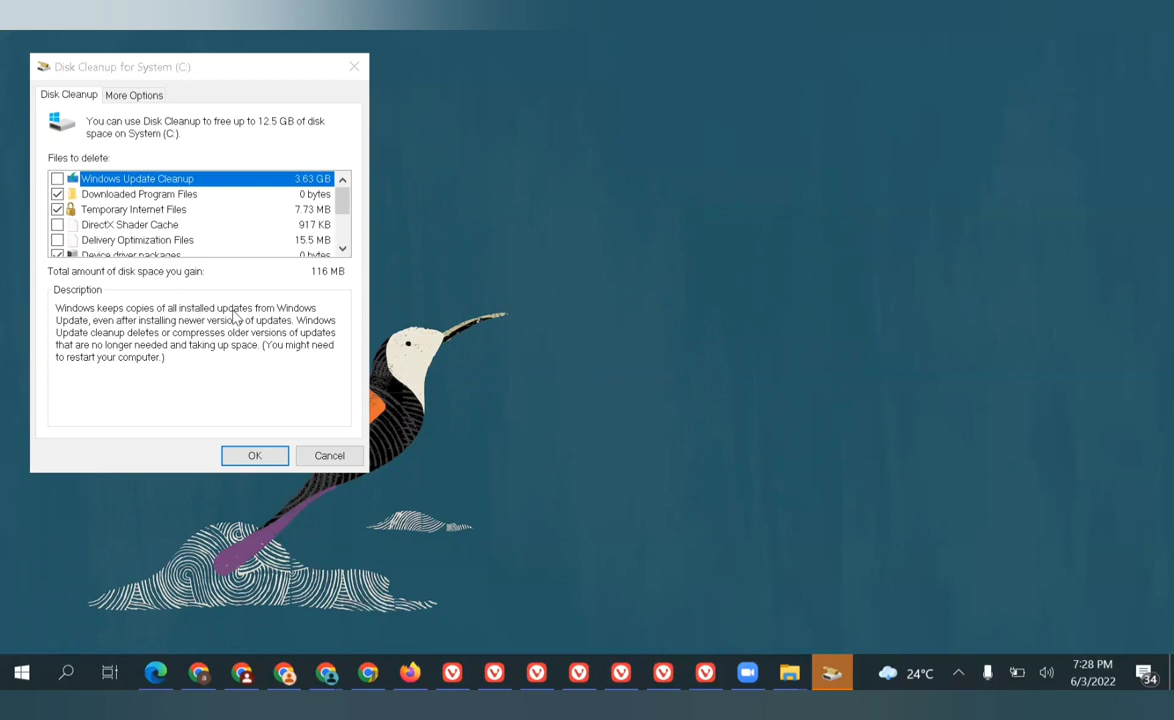 Disk Cleanup for System (C:)
Disk Cleanup
More Options
You can use Disk Cleanup to free up to 12.5 GB of disk
space on System (C:).
Files to delete:
Windows Update Cleanup 3.63 GB
Downloaded Program Files 0 bytes
Temporary Internet Files 7.73 MB
DirectX Shader Cache 917 KB
Delivery Optimization Files 15.5 MB
Device driver packages 0 bytes
Total amount of disk space you gain: 116 MB
Description
Windows keeps copies of all installed updates from Windows
Update, even after installing newer versions of updates. Windows
Update cleanup deletes or compresses older versions of updates
that are no longer needed and taking up space. (You might need
to restart your computer.)
OK
Cancel
24°C
7:28 PM
6/3/2022
34